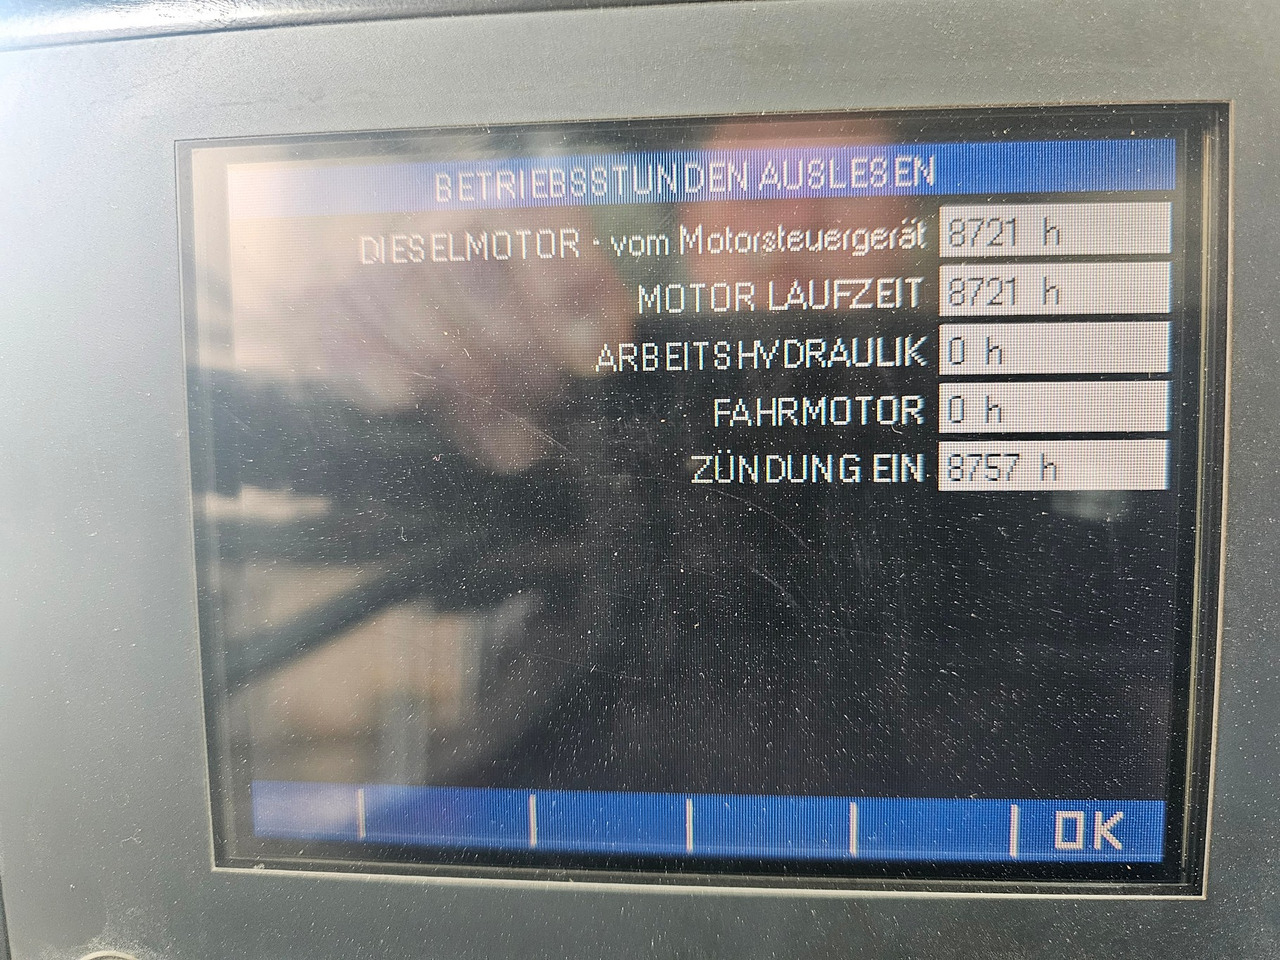 BETRIEBSSTUNDEN AUSLESEN
DIESELMOTOR - vom Motorsteuergerät 8721 h
MOTOR LAUFZEIT 8721 h
ARBEITSHYDRAULIK 0 h
FAHRMOTOR 0 h
ZÜNDUNG EIN 8757 h
OK